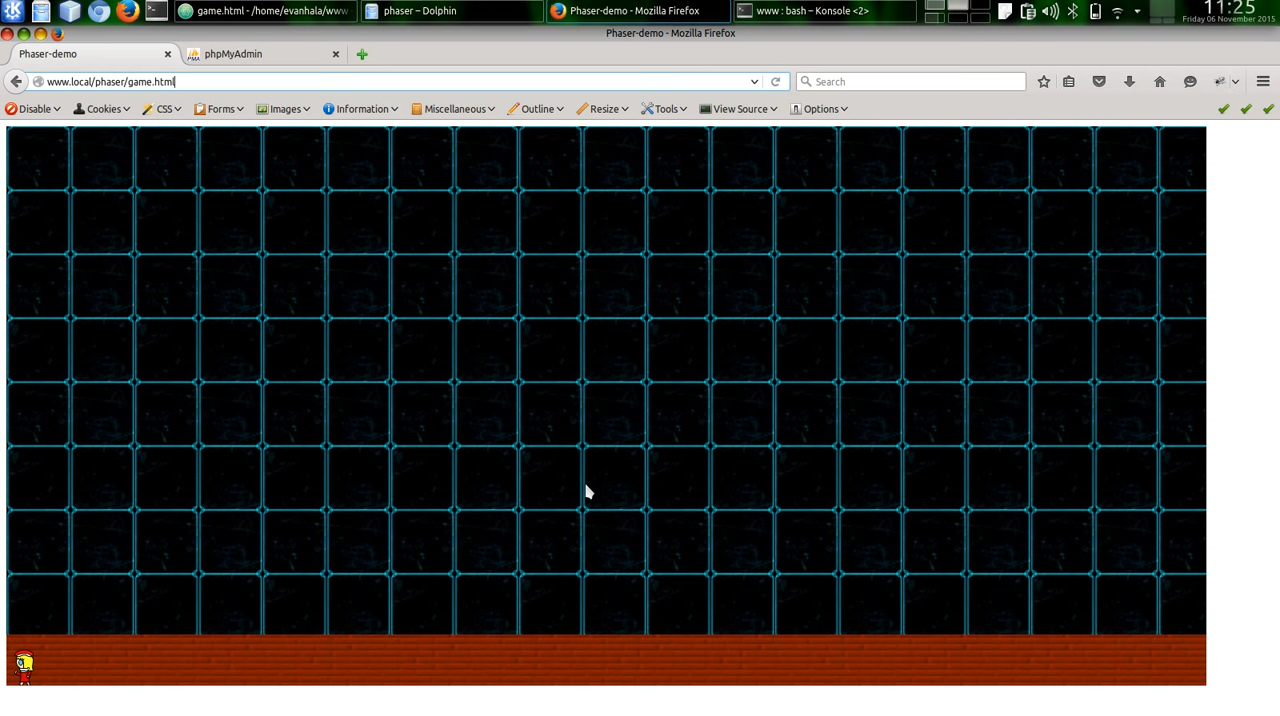 game.html - /home/evanhala/www
phaser – Dolphin
Phaser-demo - Mozilla Firefox
www : bash – Konsole <2>
11:25
Friday 06 November 2015
Phaser-demo - Mozilla Firefox
Phaser-demo
phpMyAdmin
www.local/phaser/game.html
Search
Disable
Cookies
CSS
Forms
Images
Information
Miscellaneous
Outline
Resize
Tools
View Source
Options